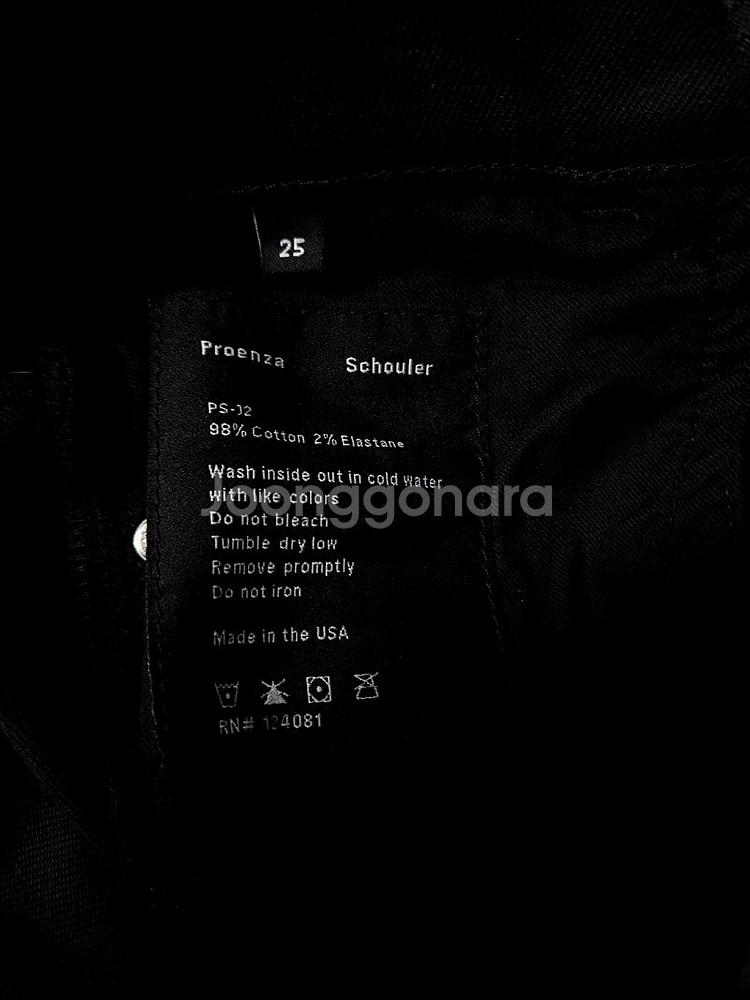 25
Proenza Schouler
PS-J2
98% Cotton 2% Elastane
Wash inside out in cold water
with like colors
Joonggonara
Do not bleach
Tumble dry low
Remove promptly
Do not iron
Made in the USA
RN# 124081